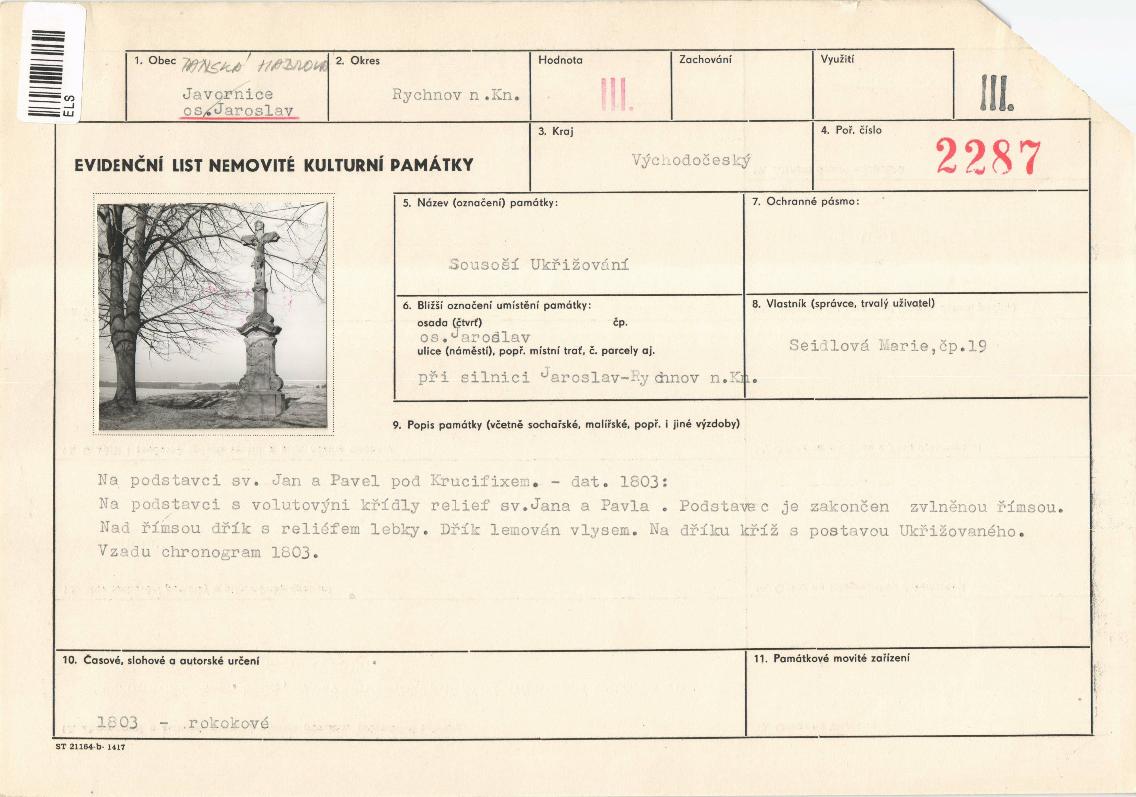 ELS
1. Obec PANSKÁ HABROVÁ
Javornice
os. Jaroslav
2. Okres
Rychnov n.Kn.
Hodnota
III.
Zachování
Využití
III.
3. Kraj
Východočeský
4. Poř. číslo
2287
EVIDENČNÍ LIST NEMOVITÉ KULTURNÍ PAMÁTKY
5. Název (označení) památky:
Sousoší Ukřižování
7. Ochranné pásmo:
6. Bližší označení umístění památky:
osada (čtvrť) čp.
os. Jaroslav
ulice (náměstí), popř. místní trať, č. parcely aj.
při silnici Jaroslav-Rychnov n.Kn.
8. Vlastník (správce, trvalý uživatel)
Seidlová Marie, čp.19
9. Popis památky (včetně sochařské, malířské, popř. i jiné výzdoby)
Na podstavci sv. Jan a Pavel pod Krucifixem. - dat. 1803:
Na podstavci s volutovýni křídly relief sv.Jana a Pavla . Podstavec je zakončen zvlněnou římsou.
Nad římsou dřík s reliéfem lebky. Dřík lemován vlysem. Na dříku kříž s postavou Ukřižovaného.
Vzadu chronogram 1803.
10. Časové, slohové a autorské určení
1803 - rokokové
11. Památkové movité zařízení
ST 21164-b- 1417